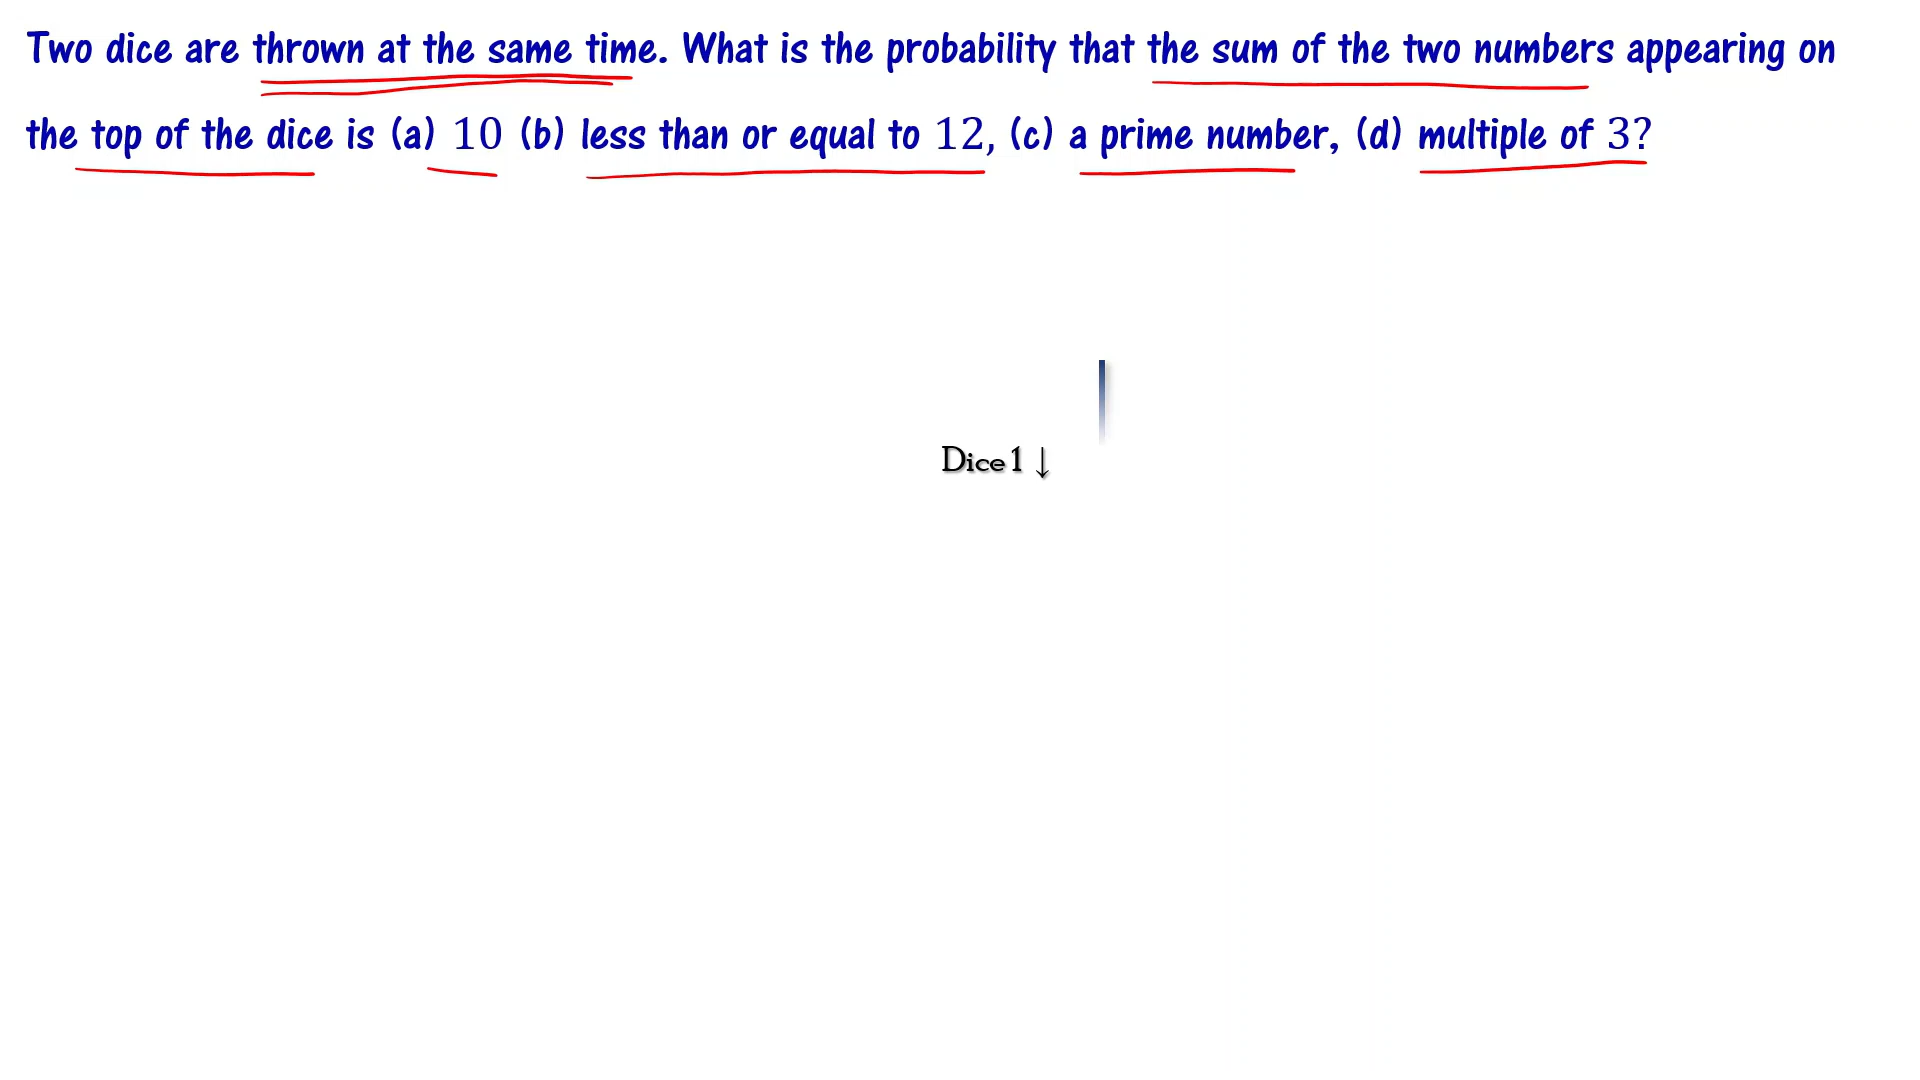 Two dice are thrown at the same time. What is the probability that the sum of the two numbers appearing on
the top of the dice is (a) 10 (b) less than or equal to 12, (c) a prime number, (d) multiple of 3?
Dice 1 ↓